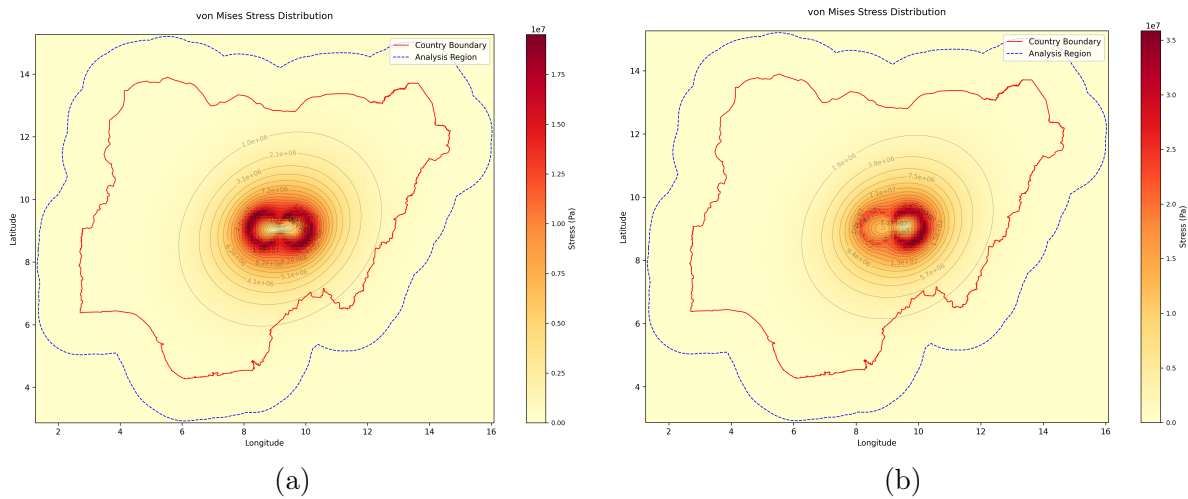 von Mises Stress Distribution
Country Boundary
Analysis Region
Latitude
14
12
10
8
6
4
2
4
6
8
10
12
14
16
Longitude
1.0e+06
2.1e+06
3.1e+06
7.2e+06
5.1e+06
4.1e+06
1e7
1.75
1.50
1.25
1.00
0.75
0.50
0.25
0.00
Stress (Pa)
(a)
von Mises Stress Distribution
Country Boundary
Analysis Region
Latitude
14
12
10
8
6
4
2
4
6
8
10
12
14
16
Longitude
1.9e+06
3.8e+06
7.5e+06
1.1e+07
9.4e+06
1.3e+07
5.7e+06
1e7
3.5
3.0
2.5
2.0
1.5
1.0
0.5
0.0
Stress (Pa)
(b)